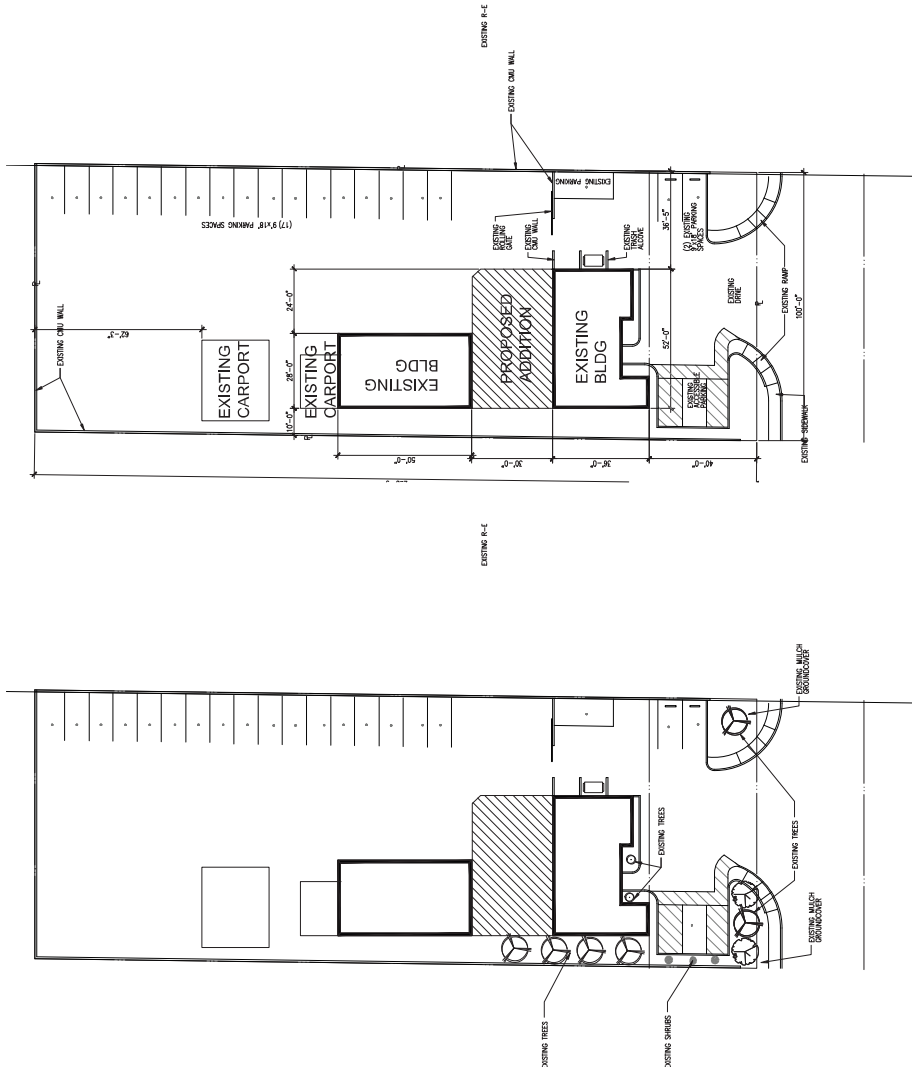 EXISTING R-E
EXISTING CMU WALL
(17) 9'x18' PARKING SPACES
EXISTING PARKING
36'-5"
(2) EXISTING
9'x18' PARKING
SPACES
EXISTING
ROLLING
GATE
EXISTING
CMU WALL
EXISTING
TRASH
ALCOVE
EXISTING RAMP
EXISTING
DRIVE
100'-0"
EXISTING CMU WALL
62'-3"
24'-0"
28'-0"
10'-0"
52'-0"
EXISTING
CARPORT
EXISTING
CARPORT
EXISTING
BLDG
PROPOSED
ADDITION
EXISTING
BLDG
EXISTING
ACCESSIBLE
PARKING
EXISTING SIDEWALK
50'-0"
30'-0"
36'-0"
40'-0"
EXISTING R-E
EXISTING MULCH
GROUNDCOVER
EXISTING TREES
EXISTING TREES
EXISTING MULCH
GROUNDCOVER
EXISTING TREES
EXISTING SHRUBS